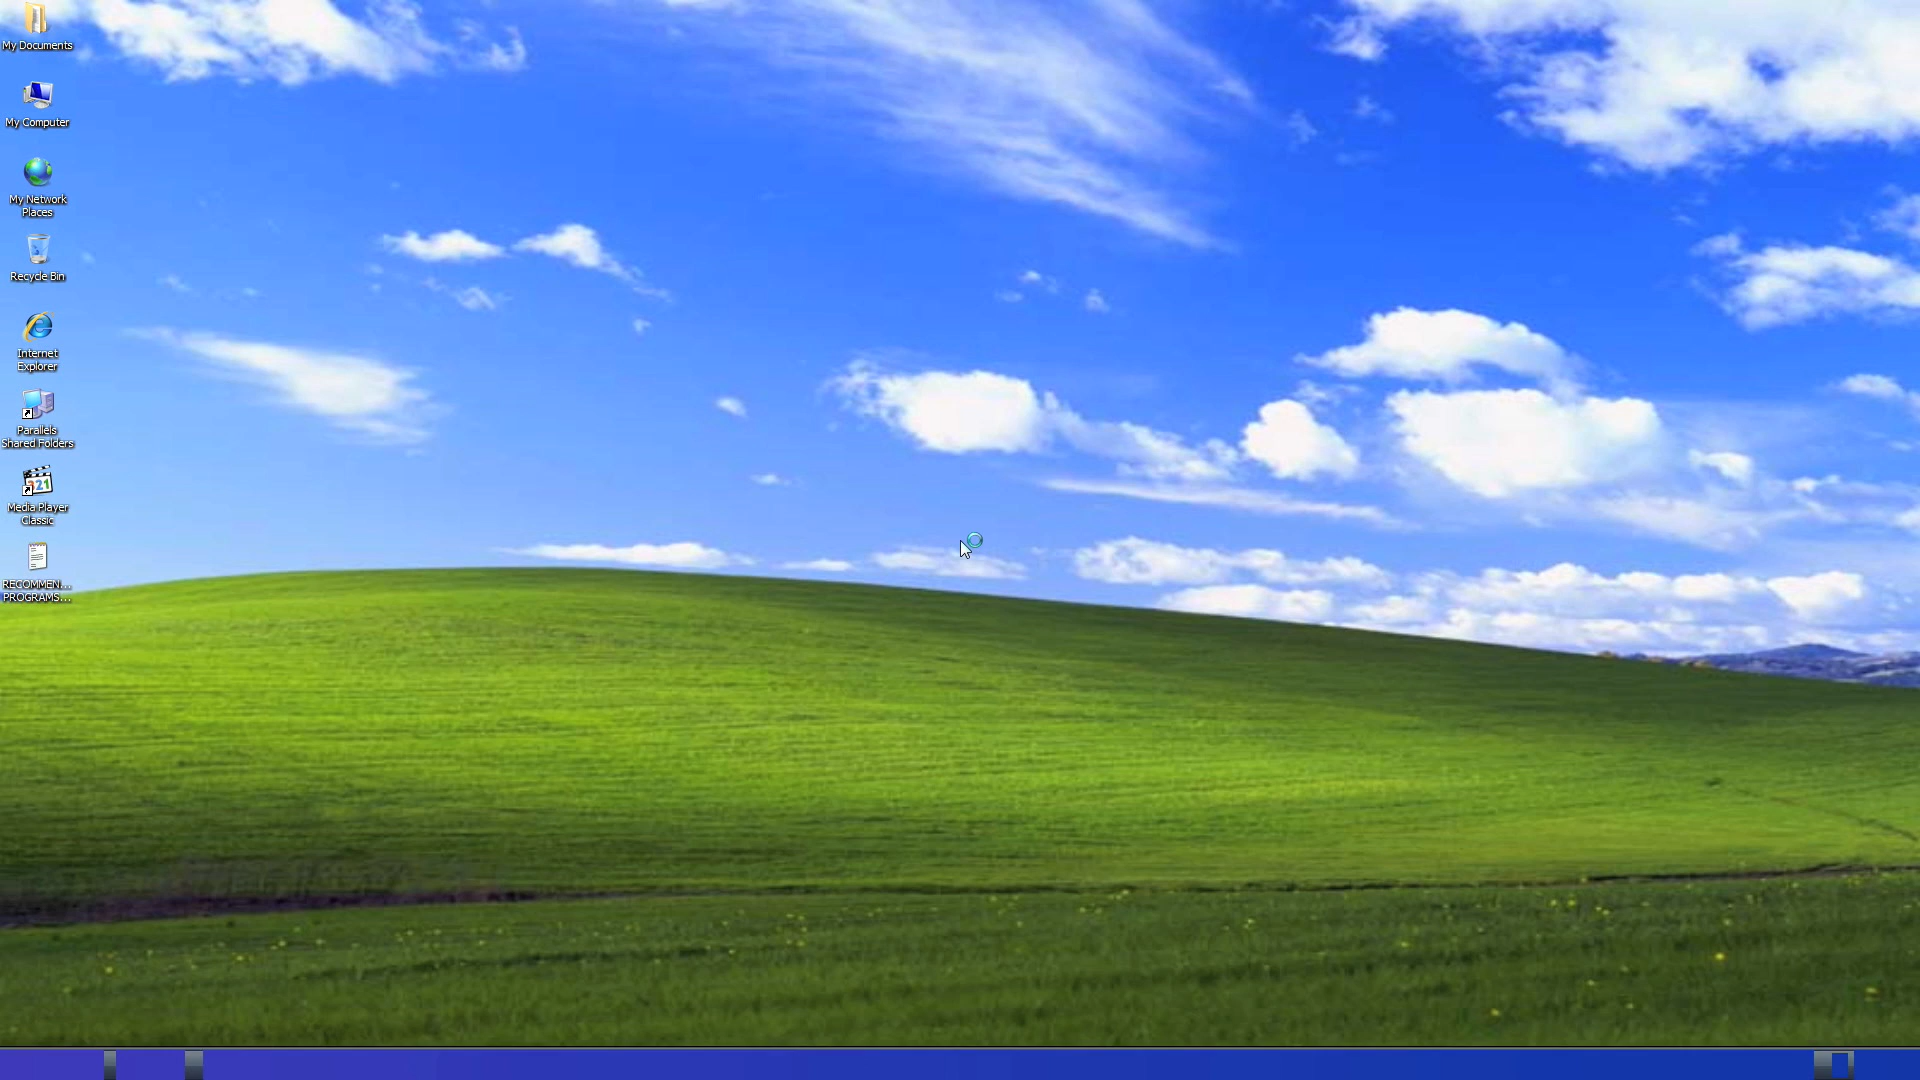 My Documents
My Computer
My Network
Places
Recycle Bin
Internet
Explorer
Parallels
Shared Folders
Media Player
Classic
321
RECOMMEN...
PROGRAMS...